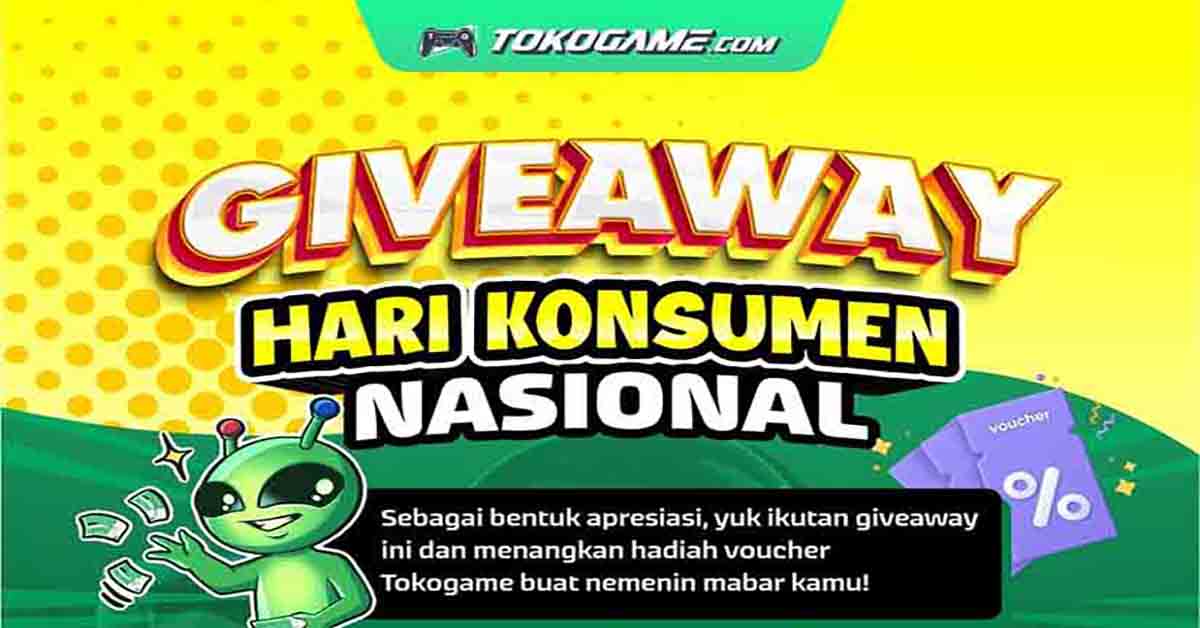 TOKOGAME.COM
GIVEAWAY
HARI KONSUMEN
NASIONAL
voucher
%
Sebagai bentuk apresiasi, yuk ikutan giveaway
ini dan menangkan hadiah voucher
Tokogame buat nemenin mabar kamu!